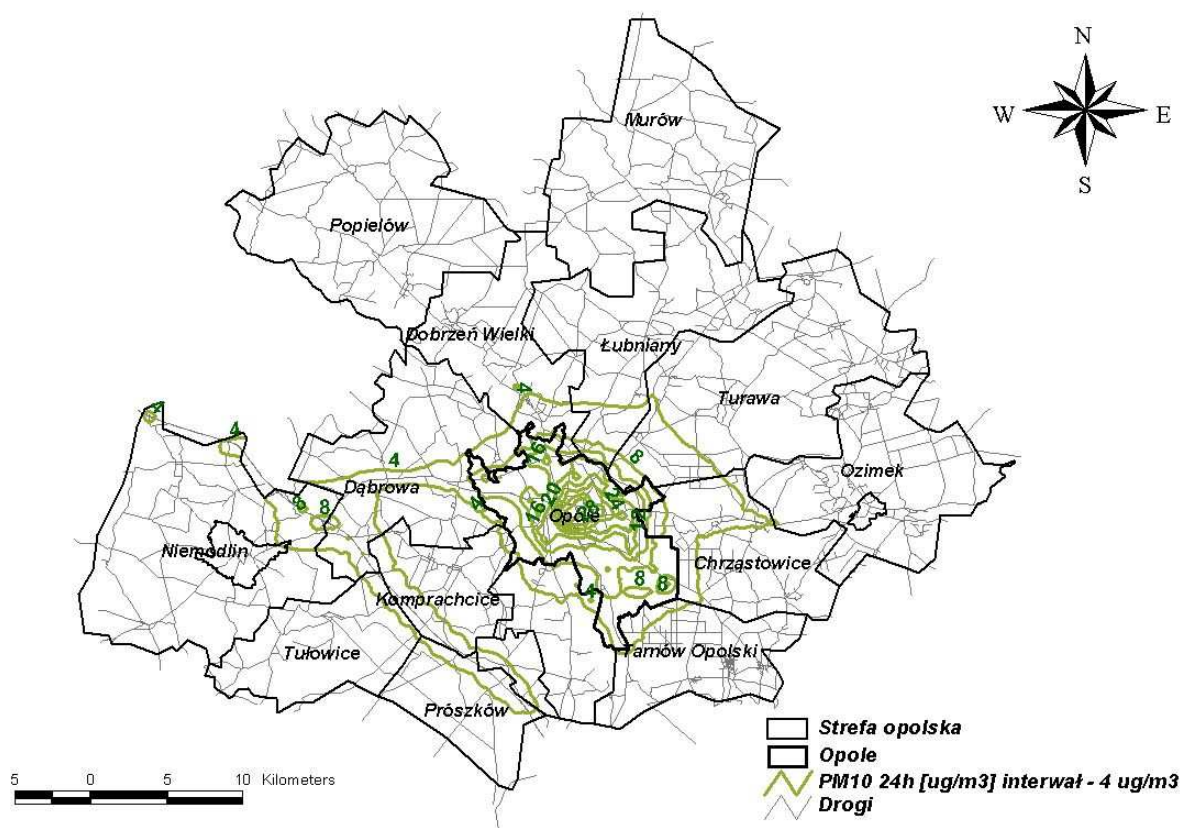 N
W E
S
Murów
Popielów
Dobrzeń Wielki
Łubniany
Turawa
4
4
4
8
16
Ozimek
4
Dąbrowa
8
4
Opole
Niemodlin
Chrząstowice
8
8
4
Komprachcice
Tułowice
Tarnów Opolski
Prószków
Strefa opolska
Opole
PM10 24h [ug/m3] interwał - 4 ug/m3
Drogi
5 0 5 10 Kilometers